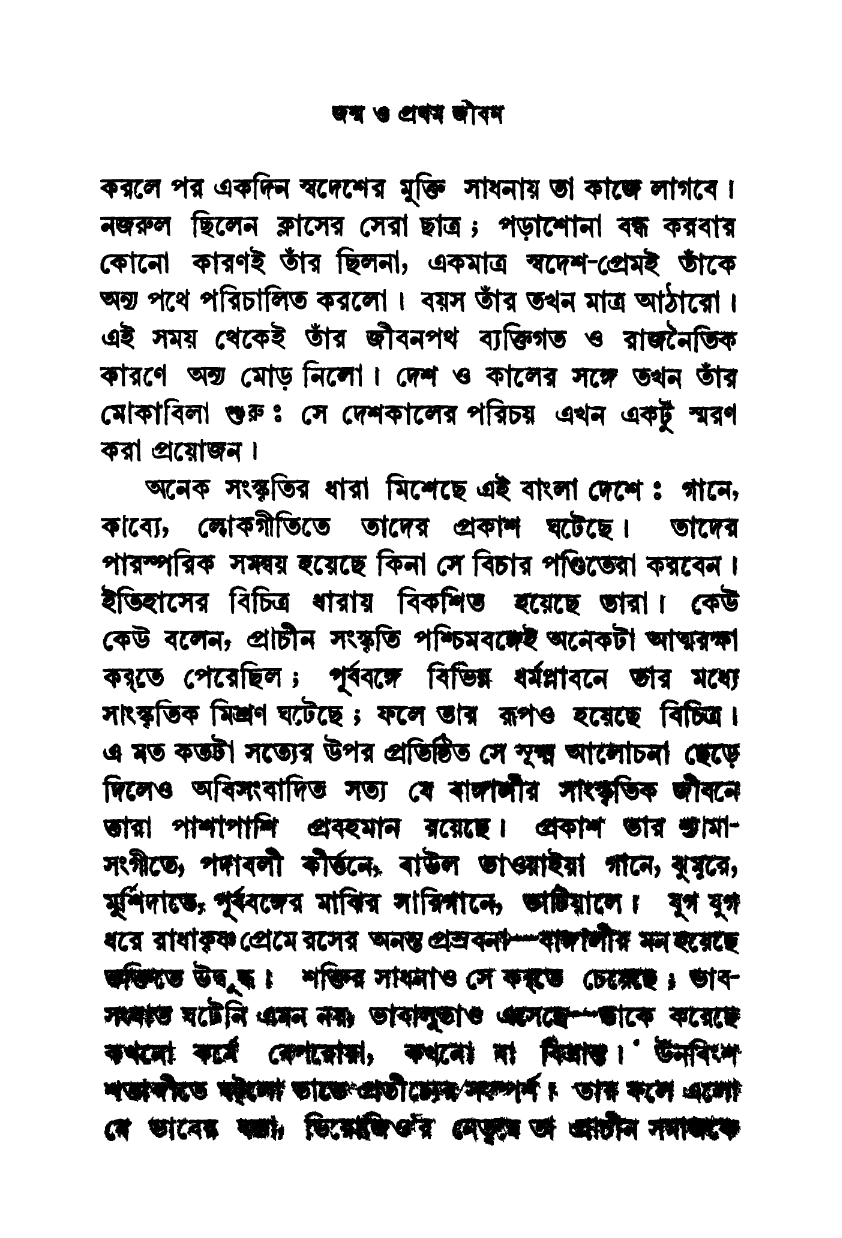 জন্ম ও প্রথম জীবন
করলে পর একদিন স্বদেশের মুক্তি সাধনায় তা কাজে লাগবে।
নজরুল ছিলেন ক্লাসের সেরা ছাত্র ; পড়াশোনা বন্ধ করবার
কোনো কারণই তাঁর ছিলনা, একমাত্র স্বদেশ-প্রেমই তাঁকে
অন্য পথে পরিচালিত করলো। বয়স তাঁর তখন মাত্র আঠারো।
এই সময় থেকেই তাঁর জীবনপথ ব্যক্তিগত ও রাজনৈতিক
কারণে অন্য মোড় নিলো। দেশ ও কালের সঙ্গে তখন তাঁর
মোকাবিলা শুরু : সে দেশকালের পরিচয় এখন একটু স্মরণ
করা প্রয়োজন।
অনেক সংস্কৃতির ধারা মিশেছে এই বাংলা দেশে : গানে,
কাব্যে, লোকগীতিতে তাদের প্রকাশ ঘটেছে। তাদের
পারস্পরিক সমন্বয় হয়েছে কিনা সে বিচার পণ্ডিতেরা করবেন।
ইতিহাসের বিচিত্র ধারায় বিকশিত হয়েছে তারা। কেউ
কেউ বলেন, প্রাচীন সংস্কৃতি পশ্চিমবঙ্গেই অনেকটা আত্মরক্ষা
কর্‌তে পেরেছিল ; পূর্ববঙ্গে বিভিন্ন ধর্মপ্লাবনে তার মধ্যে
সাংস্কৃতিক মিশ্রণ ঘটেছে ; ফলে তার রূপও হয়েছে বিচিত্র।
এ মত কতটা সত্যের উপর প্রতিষ্ঠিত সে সূক্ষ্ম আলোচনা ছেড়ে
দিলেও অবিসংবাদিত সত্য যে বাঙ্গালীর সাংস্কৃতিক জীবনে
তারা পাশাপাশি প্রবহমান রয়েছে। প্রকাশ তার শ্যামা-
সংগীতে, পদাবলী কীর্তনে, বাউল ভাওয়াইয়া গানে, ঝুমুরে,
মুর্শিদাতে, পূর্ববঙ্গের মাঝির সারিগানে, ভাটিয়ালে। যুগ যুগ
ধরে রাধাকৃষ্ণ প্রেমে রসের অনন্ত প্রস্রবনা—বাঙ্গালীর মন হয়েছে
ভক্তিতে উদ্বুদ্ধ। শক্তির সাধনাও সে কর্‌তে চেয়েছে ; ভাব-
সংঘাত ঘটেনি এমন নয়, ভাবালুতাও এসেছে—তাকে করেছে
কখনো কর্মে বেপরোয়া, কখনো বা বিভ্রান্ত। ঊনবিংশ
শতাব্দীতে ঘট্‌লো তাতে প্রতীচ্যের সংস্পর্শ। তার ফলে এলো
যে ভাবের বন্যা, ডিরোজিও'র নেতৃত্বে তা প্রাচীন সমাজকে